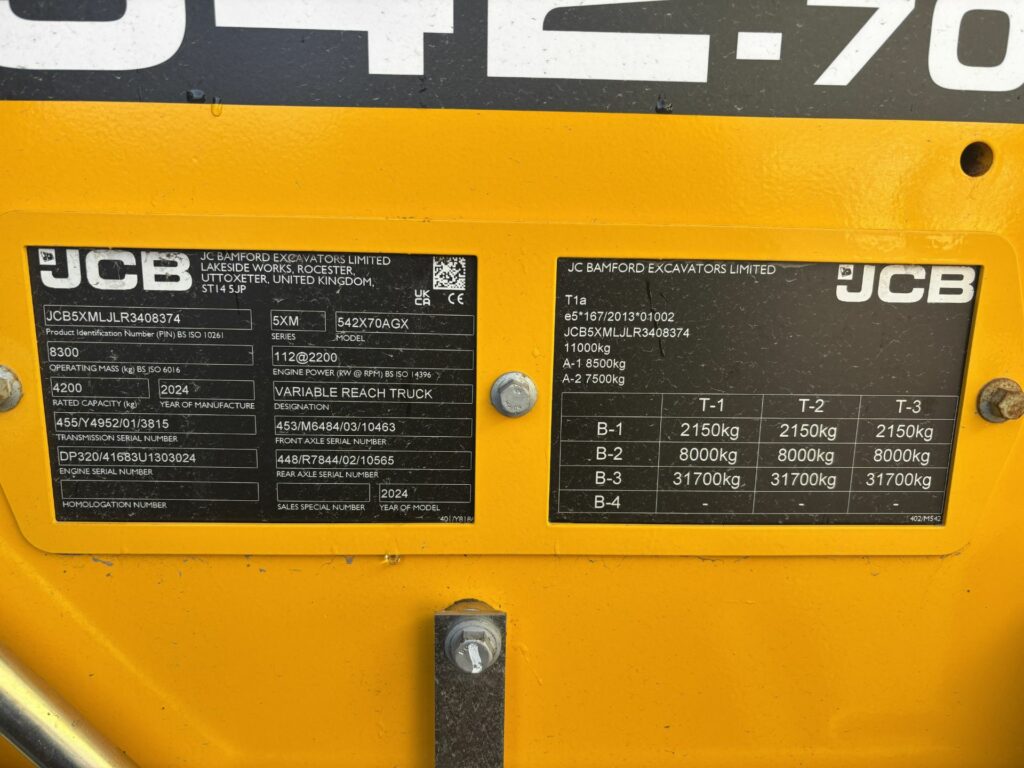 542-70
JCB
JC BAMFORD EXCAVATORS LIMITED
LAKESIDE WORKS, ROCESTER,
UTTOXETER, UNITED KINGDOM,
ST14 5JP
UK
CA
CE
JCB5XMLJLR3408374
Product Identification Number (PIN) BS ISO 10261
5XM
SERIES
542X70AGX
MODEL
8300
OPERATING MASS (kg) BS ISO 6016
112@2200
ENGINE POWER (RW @ RPM) BS ISO 14396
4200
RATED CAPACITY (kg)
2024
YEAR OF MANUFACTURE
VARIABLE REACH TRUCK
DESIGNATION
455/Y4952/01/3815
TRANSMISSION SERIAL NUMBER
453/M6484/03/10463
FRONT AXLE SERIAL NUMBER
DP320/41683U1303024
ENGINE SERIAL NUMBER
448/R7844/02/10565
REAR AXLE SERIAL NUMBER
HOMOLOGATION NUMBER
SALES SPECIAL NUMBER
2024
YEAR OF MODEL
JC BAMFORD EXCAVATORS LIMITED
JCB
T1a
e5*167/2013*01002
JCB5XMLJLR3408374
11000kg
A-1 8500kg
A-2 7500kg
T-1 T-2 T-3
B-1 2150kg 2150kg 2150kg
B-2 8000kg 8000kg 8000kg
B-3 31700kg 31700kg 31700kg
B-4 - - -
402/M542